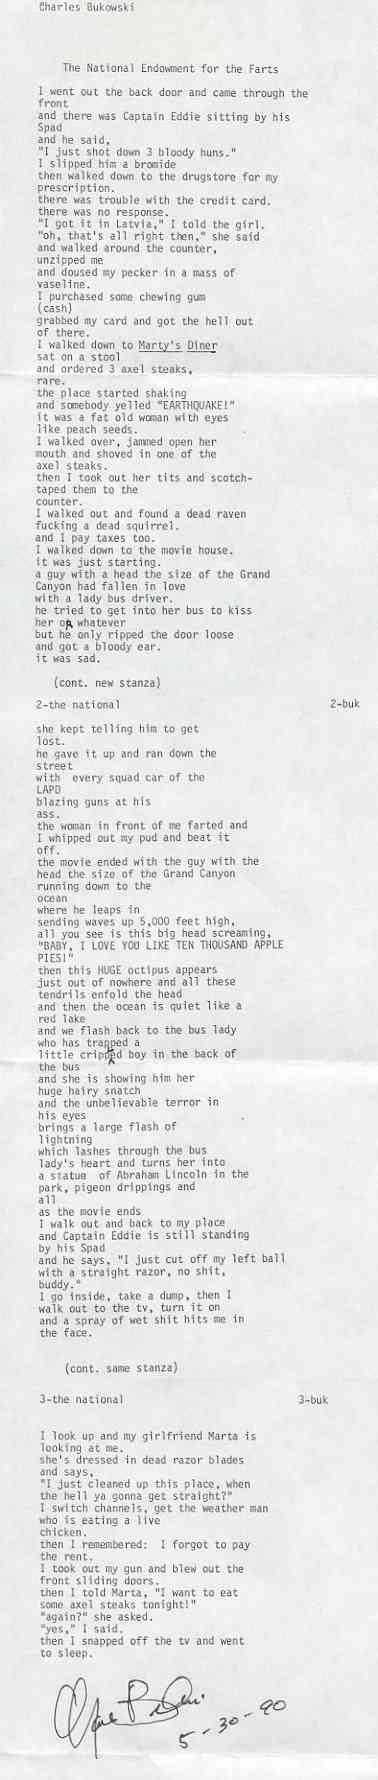 Charles Bukowski
The National Endowment for the Farts
I went out the back door and came through the
front
and there was Captain Eddie sitting by his
Spad
and he said,
"I just shot down 3 bloody huns."
I slipped him a bromide
then walked down to the drugstore for my
prescription.
there was trouble with the credit card.
there was no response.
"I got it in Latvia," I told the girl.
"oh, that's all right then," she said
and walked around the counter,
unzipped me
and doused my pecker in a mass of
vaseline.
I purchased some chewing gum
(cash)
grabbed my card and got the hell out
of there.
I walked down to Marty's Diner
sat on a stool
and ordered 3 axel steaks,
rare.
the place started shaking
and somebody yelled "EARTHQUAKE!"
it was a fat old woman with eyes
like peach seeds.
I walked over, jammed open her
mouth and shoved in one of the
axel steaks.
then I took out her tits and scotch-
taped them to the
counter.
I walked out and found a dead raven
fucking a dead squirrel.
and I pay taxes too.
I walked down to the movie house.
it was just starting.
a guy with a head the size of the Grand
Canyon had fallen in love
with a lady bus driver.
he tried to get into her bus to kiss
her or whatever
but he only ripped the door loose
and got a bloody ear.
it was sad.
(cont. new stanza)
2-the national 2-buk
she kept telling him to get
lost.
he gave it up and ran down the
street
with every squad car of the
LAPD
blazing guns at his
ass.
the woman in front of me farted and
I whipped out my pud and beat it
off.
the movie ended with the guy with the
head the size of the Grand Canyon
running down to the
ocean
where he leaps in
sending waves up 5,000 feet high,
all you see is this big head screaming,
"BABY, I LOVE YOU LIKE TEN THOUSAND APPLE
PIES!"
then this HUGE octipus appears
just out of nowhere and all these
tendrils enfold the head
and then the ocean is quiet like a
red lake
and we flash back to the bus lady
who has trapped a
little cripped boy in the back of
the bus
and she is showing him her
huge hairy snatch
and the unbelievable terror in
his eyes
brings a large flash of
lightning
which lashes through the bus
lady's heart and turns her into
a statue of Abraham Lincoln in the
park, pigeon drippings and
all
as the movie ends
I walk out and back to my place
and Captain Eddie is still standing
by his Spad
and he says, "I just cut off my left ball
with a straight razor, no shit,
buddy."
I go inside, take a dump, then I
walk out to the tv, turn it on
and a spray of wet shit hits me in
the face.
(cont. same stanza)
3-the national 3-buk
I look up and my girlfriend Marta is
looking at me.
she's dressed in dead razor blades
and says,
"I just cleaned up this place, when
the hell ya gonna get straight?"
I switch channels, get the weather man
who is eating a live
chicken.
then I remembered: I forgot to pay
the rent.
I took out my gun and blew out the
front sliding doors.
then I told Marta, "I want to eat
some axel steaks tonight!"
"again?" she asked.
"yes," I said.
then I snapped off the tv and went
to sleep.
5-30-90